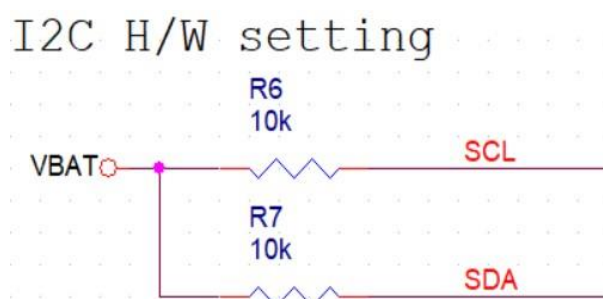 I2C H/W setting
R6
10k
VBAT
SCL
R7
10k
SDA